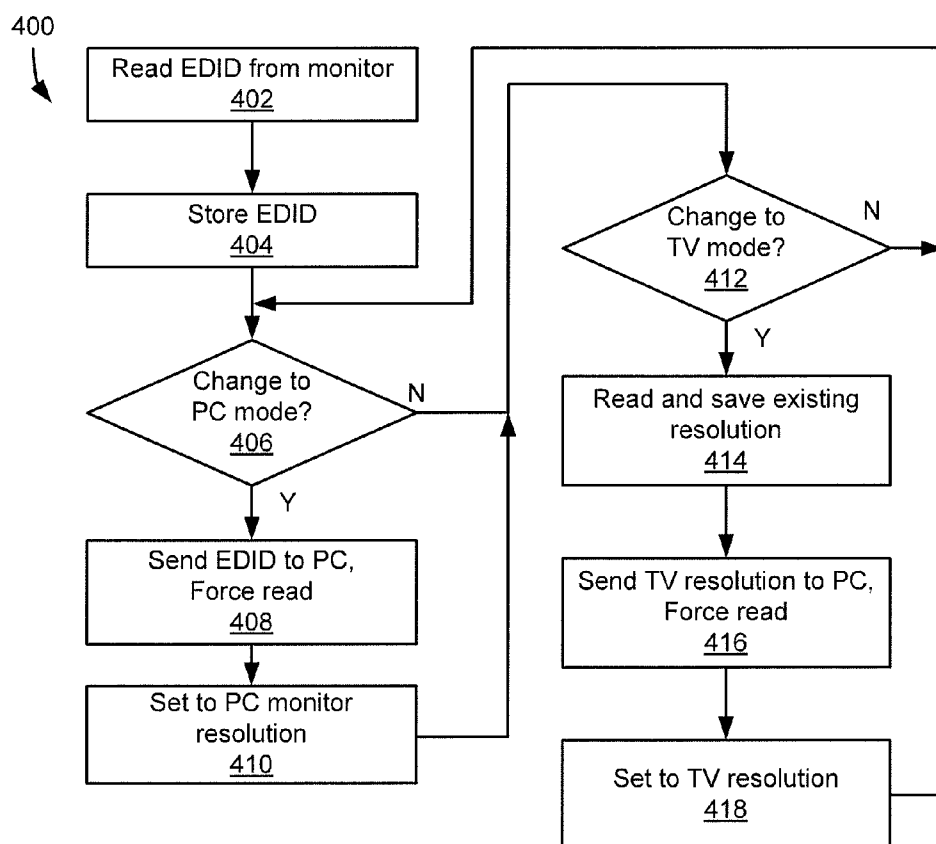 400
Read EDID from monitor
402
Store EDID
404
Change to
PC mode?
406
N
Y
Send EDID to PC,
Force read
408
Set to PC monitor
resolution
410
Change to
TV mode?
412
N
Y
Read and save existing
resolution
414
Send TV resolution to PC,
Force read
416
Set to TV resolution
418